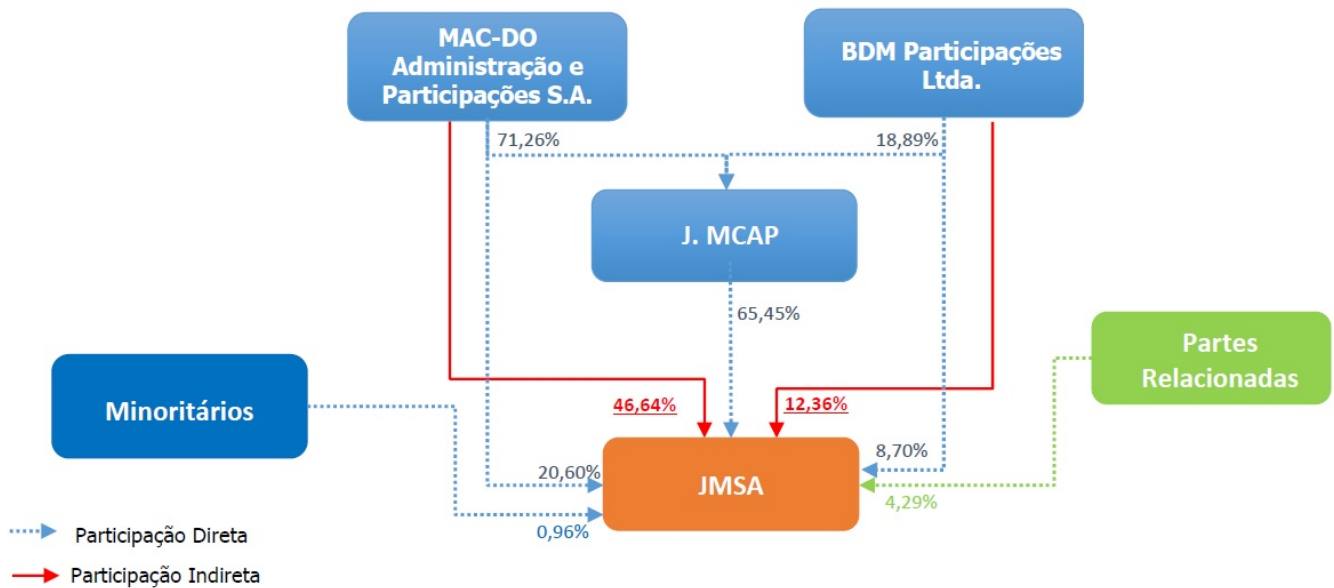 MAC-DO
Administração e
Participações S.A.
BDM Participações
Ltda.
71,26%
18,89%
J. MCAP
65,45%
Partes
Relacionadas
Minoritários
46,64%
12,36%
8,70%
20,60%
JMSA
4,29%
0,96%
Participação Direta
Participação Indireta